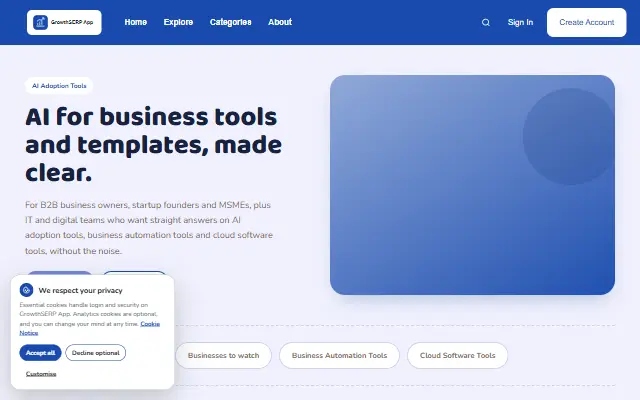 GrowthSERP App
Home
Explore
Categories
About
Sign In
Create Account
AI Adoption Tools
AI for business tools
and templates, made
clear.
For B2B business owners, startup founders and MSMEs, plus
IT and digital teams who want straight answers on AI
adoption tools, business automation tools and cloud software
tools, without the noise.
We respect your privacy
Essential cookies handle login and security on
GrowthSERP App. Analytics cookies are optional,
and you can change your mind at any time. Cookie
Notice
Accept all
Decline optional
Customise
Businesses to watch
Business Automation Tools
Cloud Software Tools